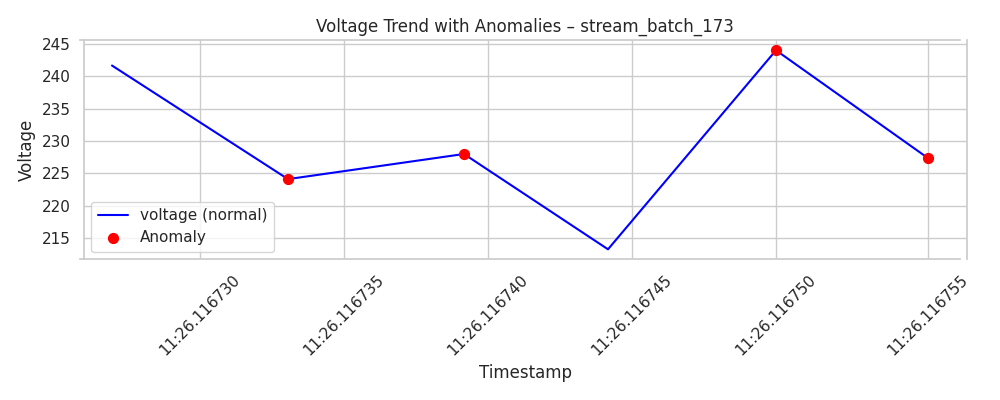 Voltage Trend with Anomalies – stream_batch_173
Voltage
245
240
235
230
225
220
215
voltage (normal)
Anomaly
11:26.116730
11:26.116735
11:26.116740
11:26.116745
11:26.116750
11:26.116755
Timestamp